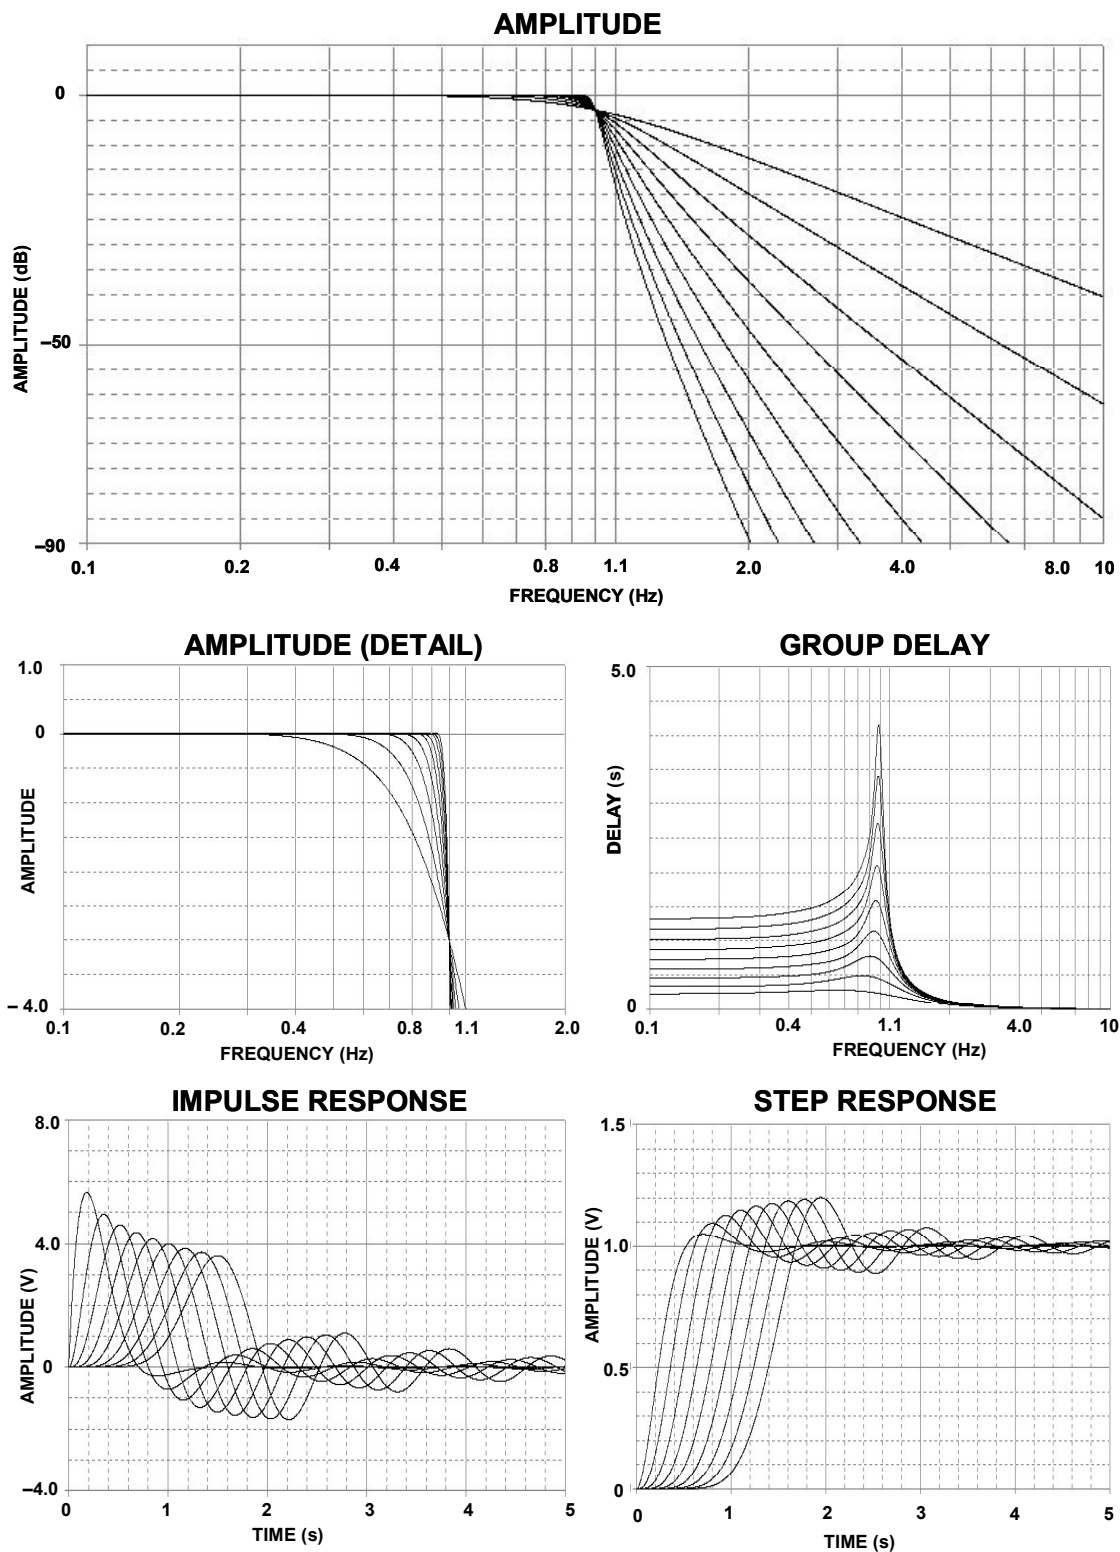 AMPLITUDE
0
–50
–90
AMPLITUDE (dB)
0.1 0.2 0.4 0.8 1.1 2.0 4.0 8.0 10
FREQUENCY (Hz)
AMPLITUDE (DETAIL)
1.0
0
– 4.0
AMPLITUDE
0.1 0.2 0.4 0.8 1.1 2.0
FREQUENCY (Hz)
GROUP DELAY
5.0
0
DELAY (s)
0.1 0.4 1.1 4.0 10
FREQUENCY (Hz)
IMPULSE RESPONSE
8.0
4.0
0
–4.0
AMPLITUDE (V)
0 1 2 3 4 5
TIME (s)
STEP RESPONSE
1.5
1.0
0.5
0
AMPLITUDE (V)
0 1 2 3 4 5
TIME (s)